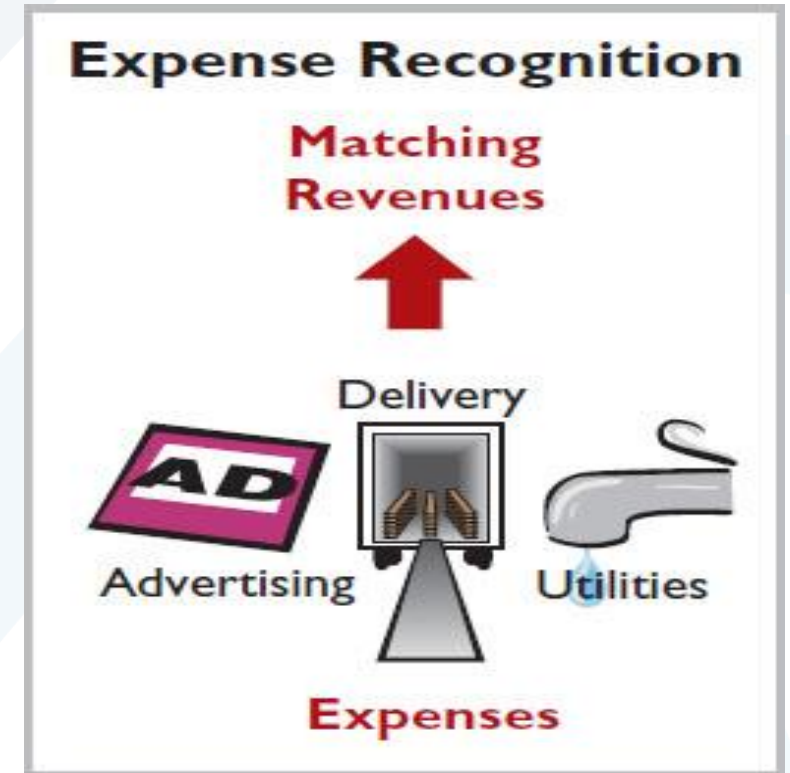 Expense Recognition
Matching
Revenues
Delivery
AD
Advertising
Utilities
Expenses